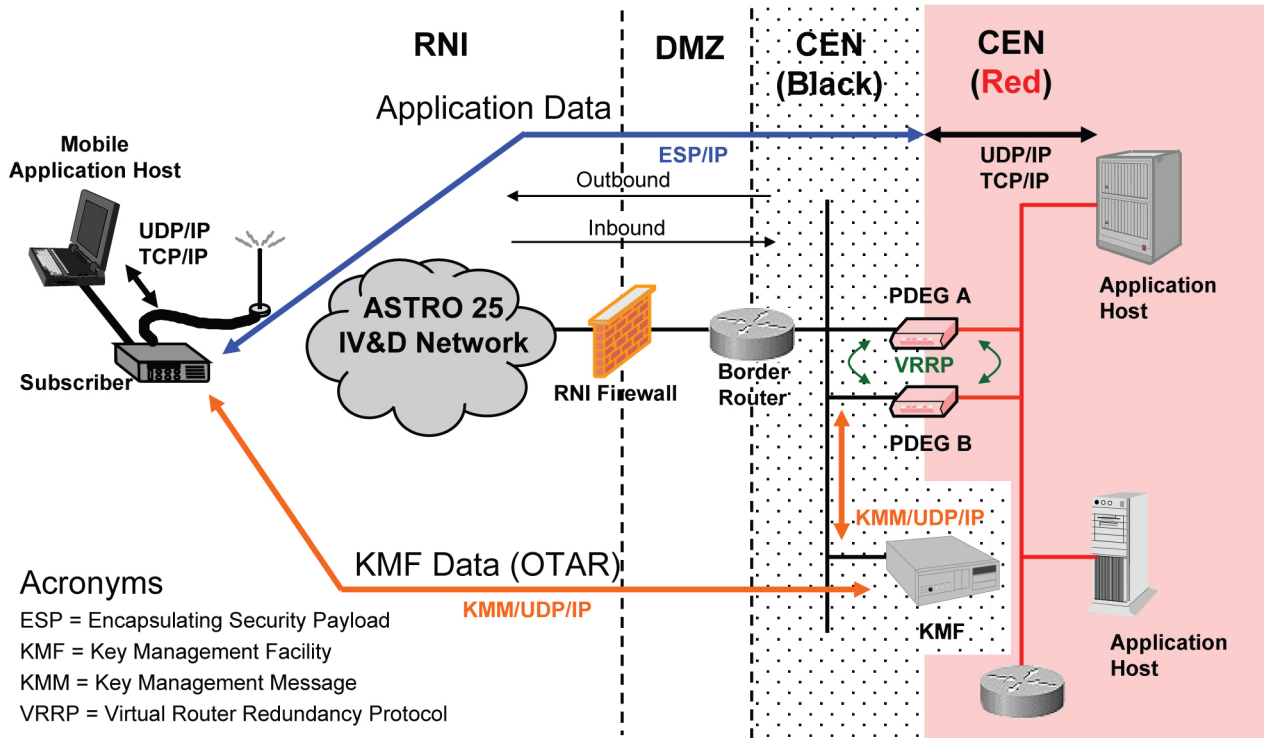 RNI
DMZ
CEN
(Black)
CEN
(Red)
Application Data
ESP/IP
UDP/IP
TCP/IP
Mobile
Application Host
UDP/IP
TCP/IP
Outbound
Inbound
ASTRO 25
IV&D Network
Subscriber
RNI Firewall
Border
Router
PDEG A
VRRP
PDEG B
Application
Host
KMM/UDP/IP
KMF Data (OTAR)
KMM/UDP/IP
KMF
Application
Host
Acronyms
ESP = Encapsulating Security Payload
KMF = Key Management Facility
KMM = Key Management Message
VRRP = Virtual Router Redundancy Protocol